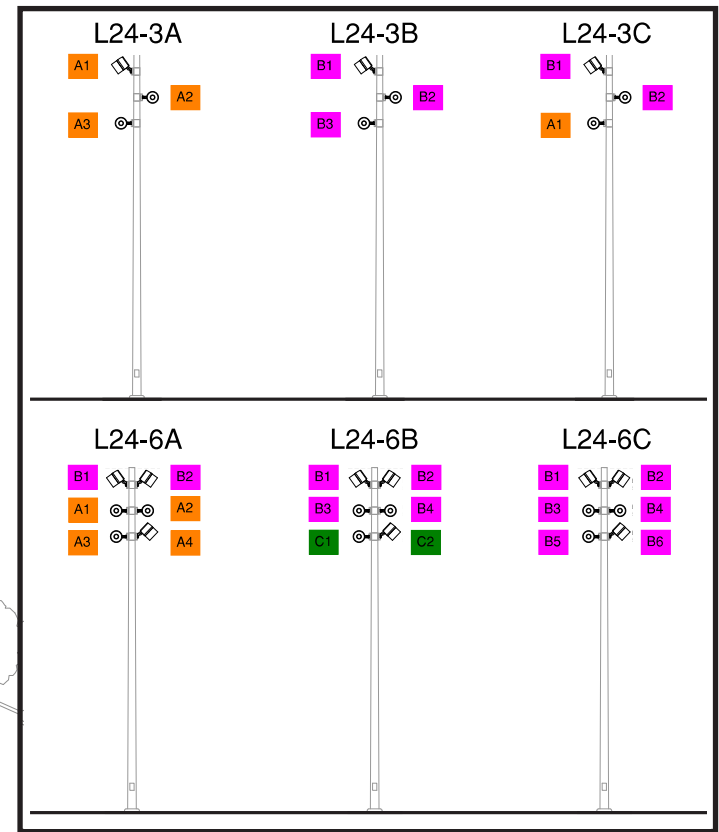 L24-3A L24-3B L24-3C
A1 B1 B1
A2 B2 B2
A3 B3 A1
L24-6A L24-6B L24-6C
B1 B2 B1 B2 B1 B2
A1 A2 B3 B4 B3 B4
A3 A4 C1 C2 B5 B6